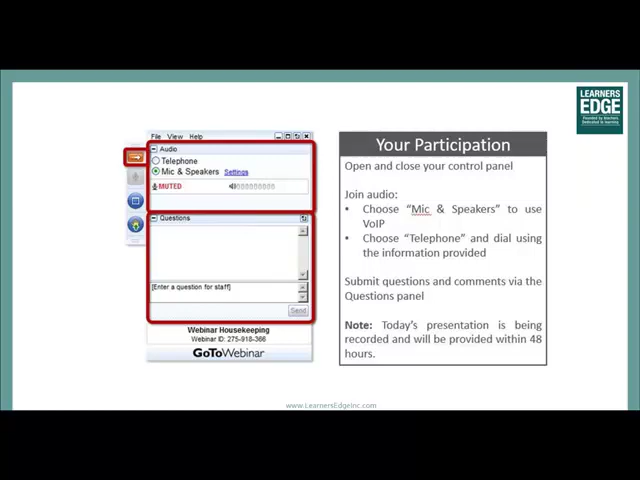 LEARNERS
EDGE
Founded by teachers.
Dedicated to learning.
File View Help
Audio
Telephone
Mic & Speakers Settings
MUTED
Questions
[Enter a question for staff]
Send
Webinar Housekeeping
Webinar ID: 275-918-366
GoToWebinar
Your Participation
Open and close your control panel
Join audio:
• Choose “Mic & Speakers” to use
VoIP
• Choose “Telephone” and dial using
the information provided
Submit questions and comments via the
Questions panel
Note: Today’s presentation is being
recorded and will be provided within 48
hours.
www.LearnersEdgeInc.com